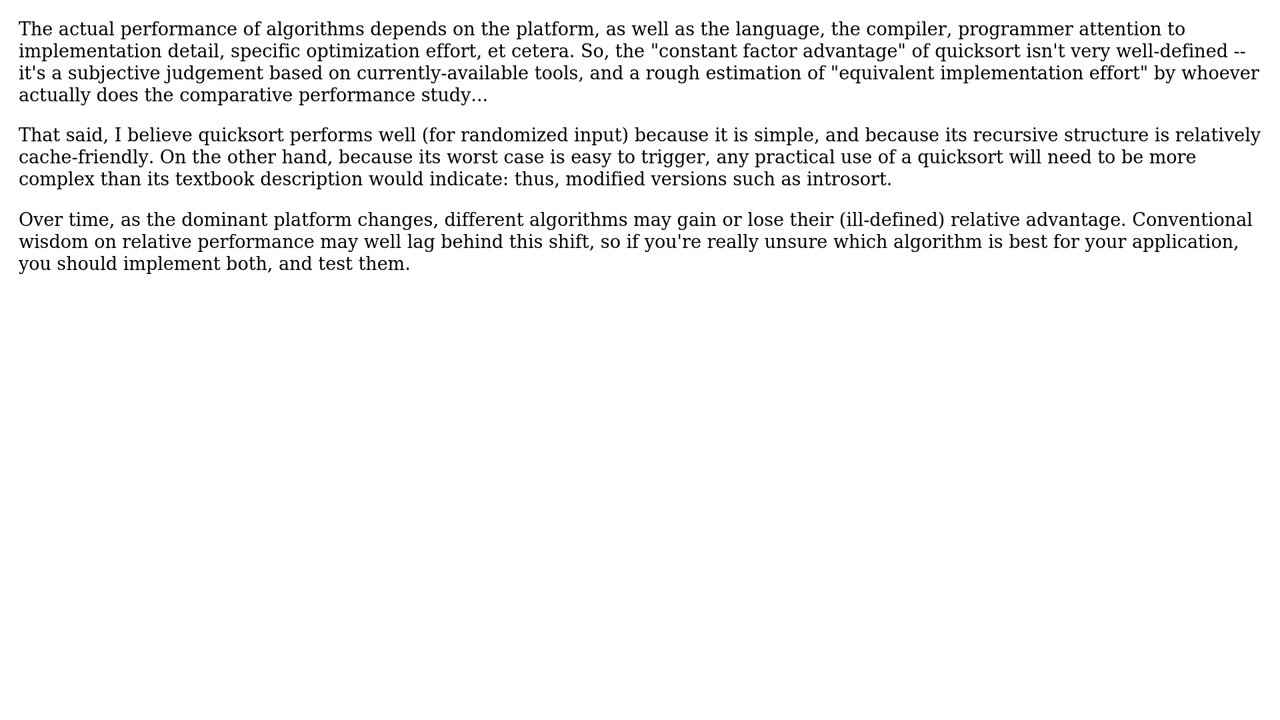 The actual performance of algorithms depends on the platform, as well as the language, the compiler, programmer attention to
implementation detail, specific optimization effort, et cetera. So, the "constant factor advantage" of quicksort isn't very well-defined --
it's a subjective judgement based on currently-available tools, and a rough estimation of "equivalent implementation effort" by whoever
actually does the comparative performance study...
That said, I believe quicksort performs well (for randomized input) because it is simple, and because its recursive structure is relatively
cache-friendly. On the other hand, because its worst case is easy to trigger, any practical use of a quicksort will need to be more
complex than its textbook description would indicate: thus, modified versions such as introsort.
Over time, as the dominant platform changes, different algorithms may gain or lose their (ill-defined) relative advantage. Conventional
wisdom on relative performance may well lag behind this shift, so if you're really unsure which algorithm is best for your application,
you should implement both, and test them.